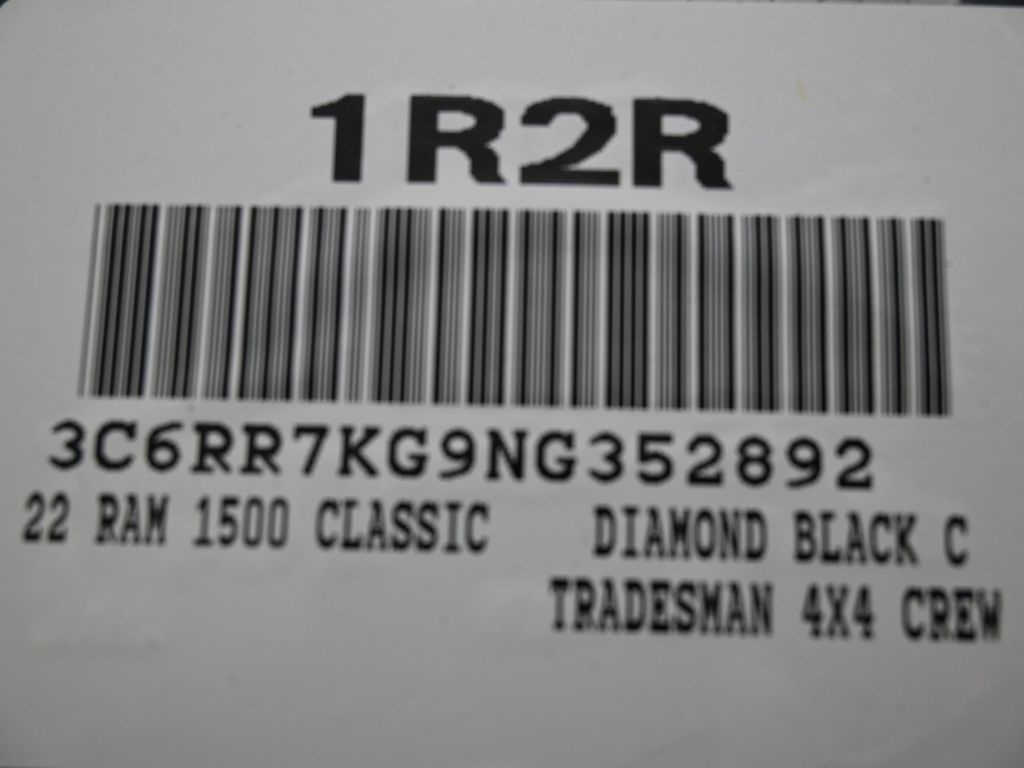 1R2R
3C6RR7KG9NG352892
22 RAM 1500 CLASSIC DIAMOND BLACK C
TRADESMAN 4X4 CREW